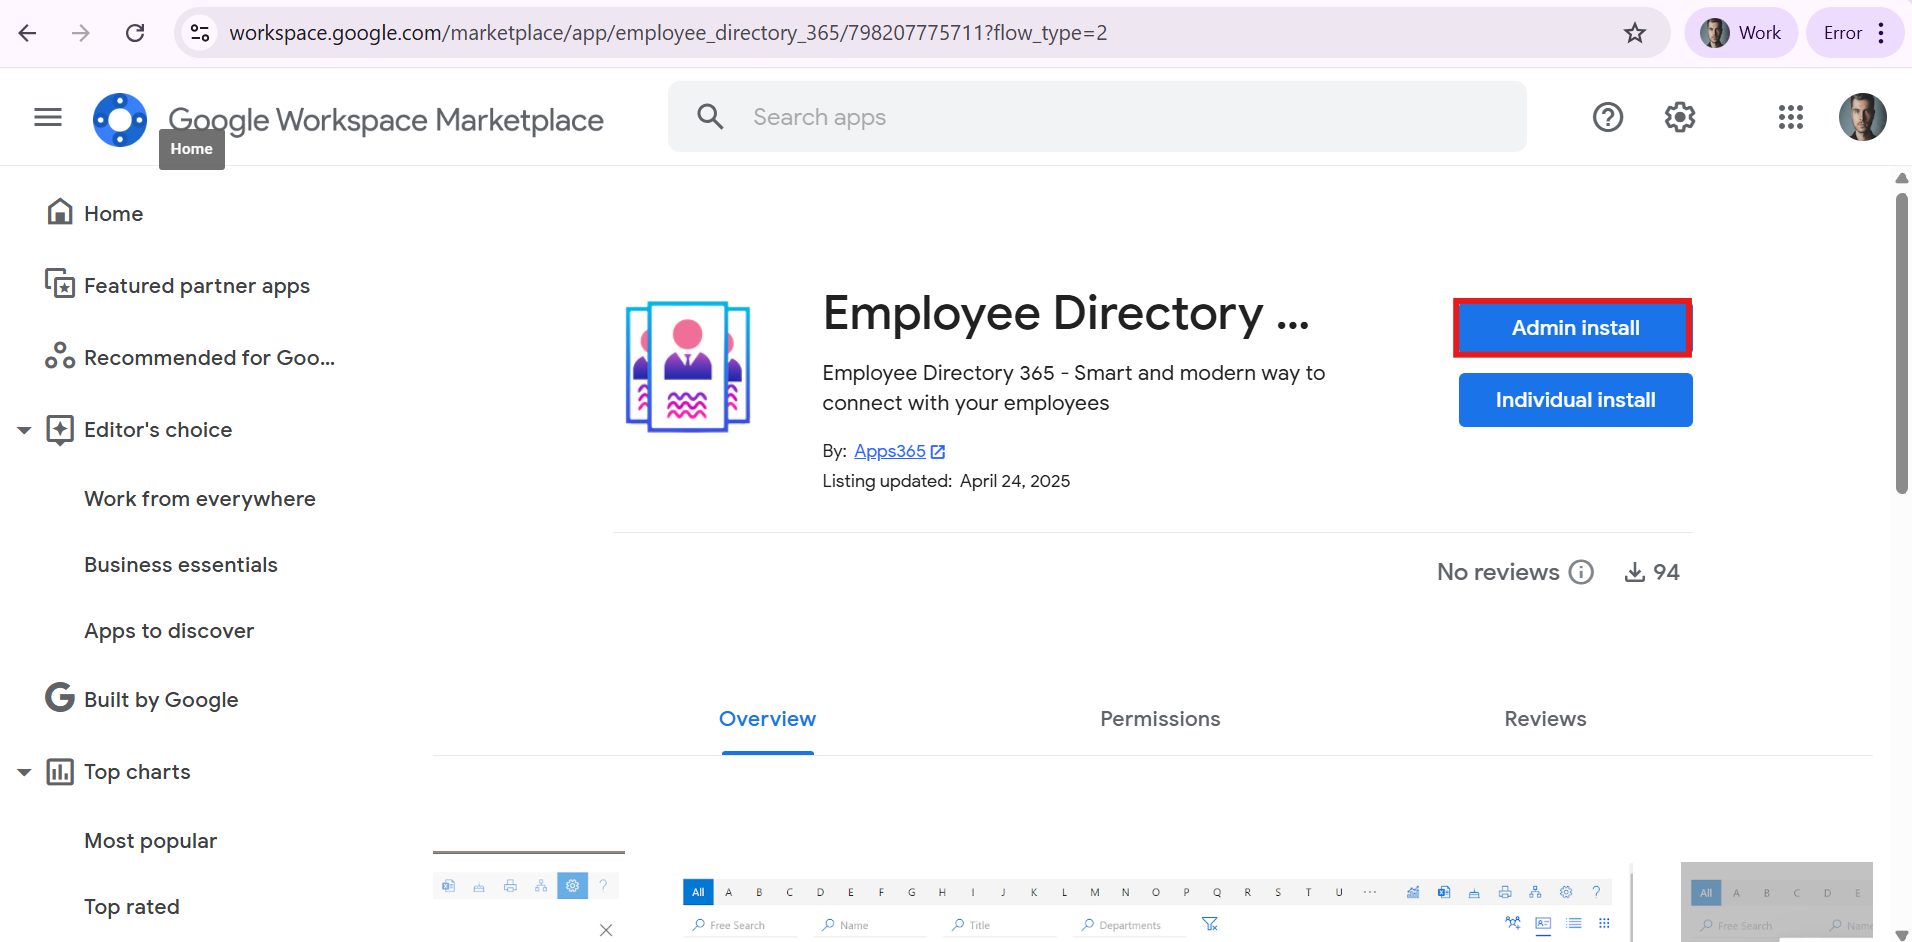 workspace.google.com/marketplace/app/employee_directory_365/798207775711?flow_type=2
Work
Error
Google Workspace Marketplace
Search apps
Home
Home
Featured partner apps
Recommended for Goo...
Editor's choice
Work from everywhere
Business essentials
Apps to discover
Built by Google
Top charts
Most popular
Top rated
Employee Directory ...
Employee Directory 365 - Smart and modern way to
connect with your employees
By: Apps365
Listing updated: April 24, 2025
Admin install
Individual install
No reviews
94
Overview
Permissions
Reviews
All A B C D E F G H I J K L M N O P Q R S T U ...
Free Search
Name
Title
Departments
All A B C D E
Free Search
Name